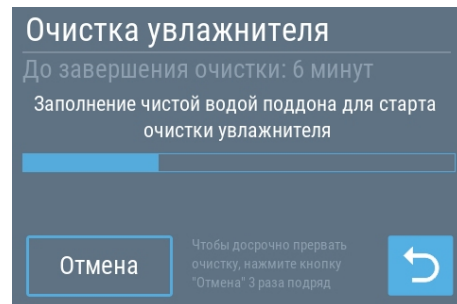 Очистка увлажнителя
До завершения очистки: 6 минут
Заполнение чистой водой поддона для старта
очистки увлажнителя
Отмена
Чтобы досрочно прервать
очистку, нажмите кнопку
"Отмена" 3 раза подряд